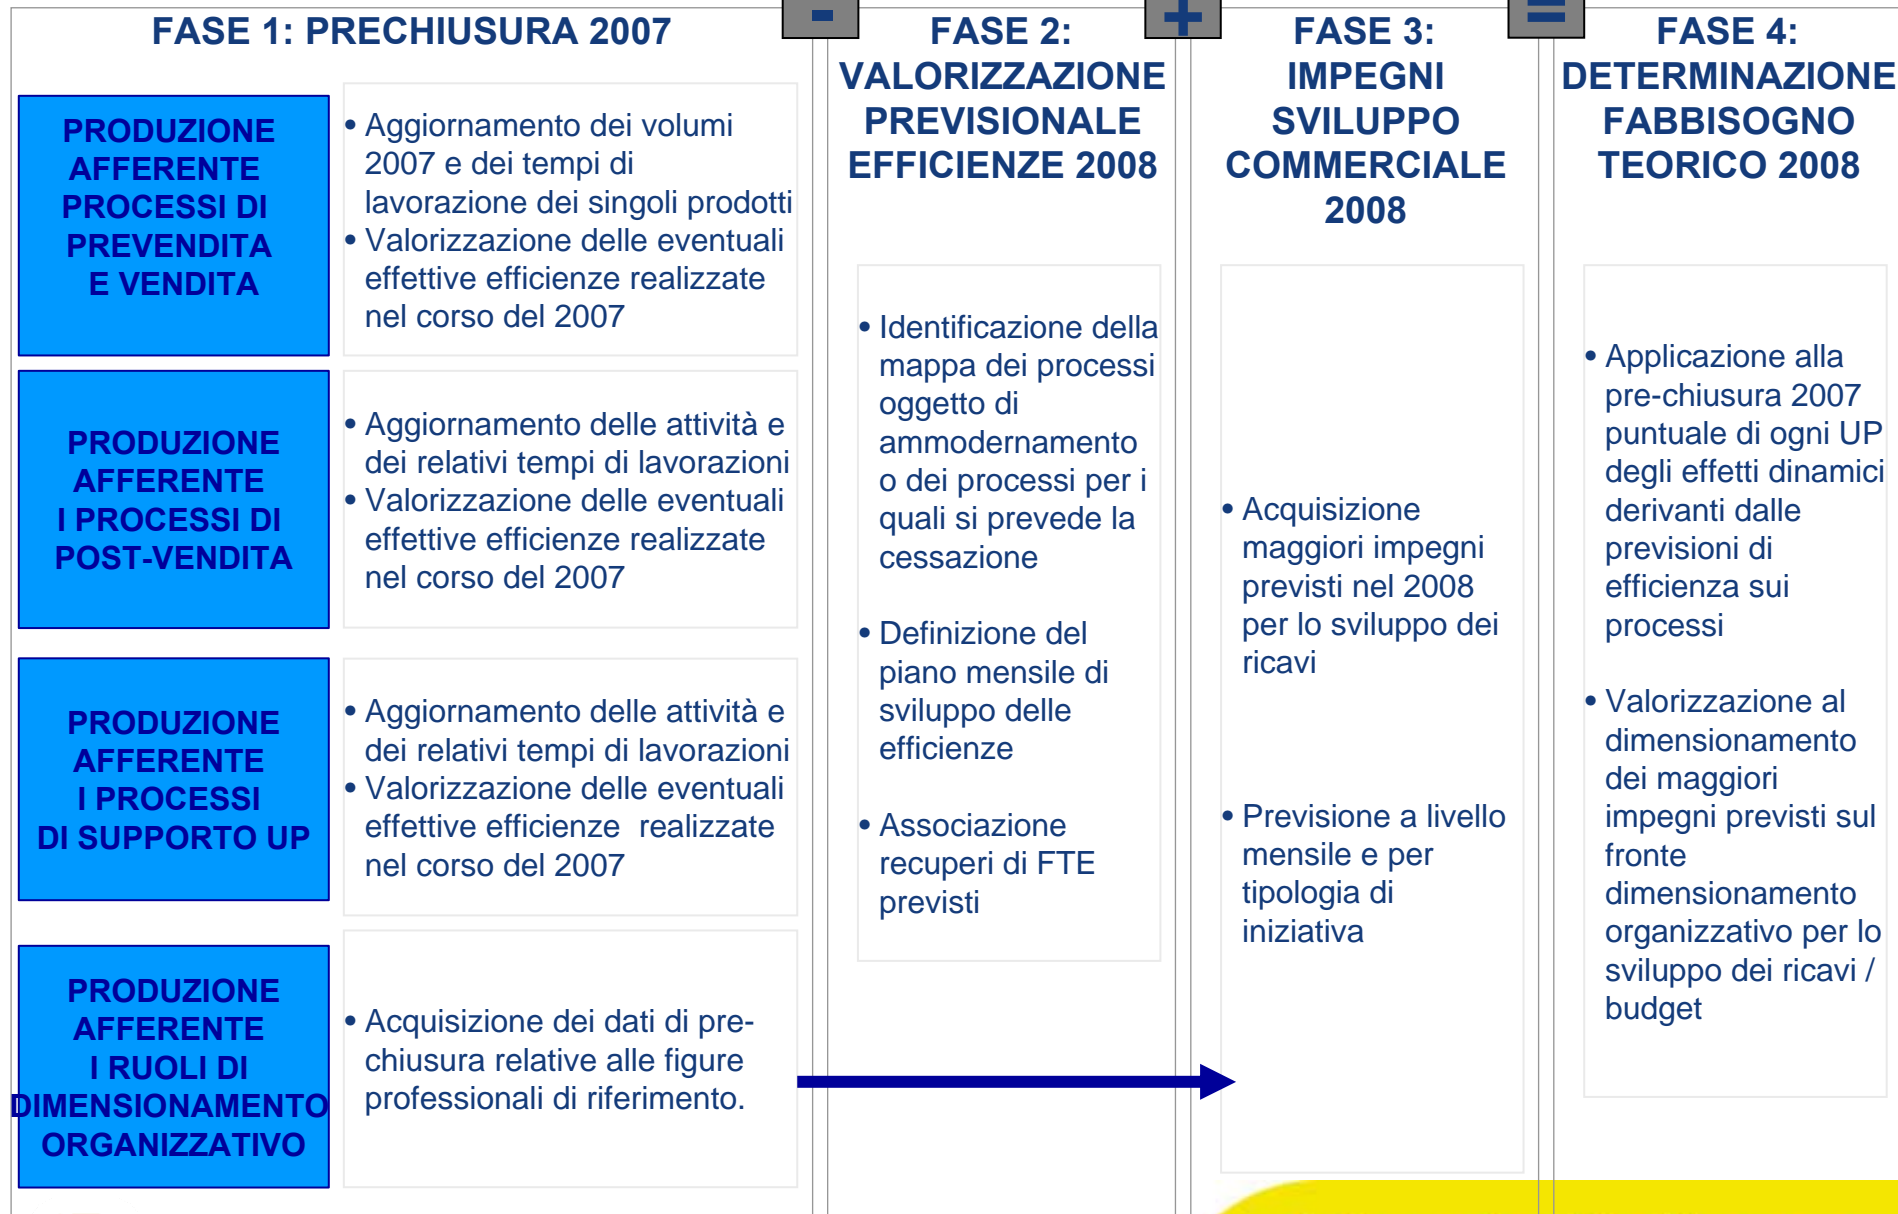 FASE 1: PRECHIUSURA 2007
PRODUZIONE
AFFERENTE
PROCESSI DI
PREVENDITA
E VENDITA
• Aggiornamento dei volumi
2007 e dei tempi di
lavorazione dei singoli prodotti
• Valorizzazione delle eventuali
effettive efficienze realizzate
nel corso del 2007
PRODUZIONE
AFFERENTE
I PROCESSI DI
POST-VENDITA
• Aggiornamento delle attività e
dei relativi tempi di lavorazioni
• Valorizzazione delle eventuali
effettive efficienze realizzate
nel corso del 2007
PRODUZIONE
AFFERENTE
I PROCESSI
DI SUPPORTO UP
• Aggiornamento delle attività e
dei relativi tempi di lavorazioni
• Valorizzazione delle eventuali
effettive efficienze realizzate
nel corso del 2007
PRODUZIONE
AFFERENTE
I RUOLI DI
DIMENSIONAMENTO
ORGANIZZATIVO
• Acquisizione dei dati di pre-
chiusura relative alle figure
professionali di riferimento.
-
FASE 2:
VALORIZZAZIONE
PREVISIONALE
EFFICIENZE 2008
• Identificazione della
mappa dei processi
oggetto di
ammodernamento
o dei processi per i
quali si prevede la
cessazione
• Definizione del
piano mensile di
sviluppo delle
efficienze
• Associazione
recuperi di FTE
previsti
+
FASE 3:
IMPEGNI
SVILUPPO
COMMERCIALE
2008
• Acquisizione
maggiori impegni
previsti nel 2008
per lo sviluppo dei
ricavi
• Previsione a livello
mensile e per
tipologia di
iniziativa
=
FASE 4:
DETERMINAZIONE
FABBISOGNO
TEORICO 2008
• Applicazione alla
pre-chiusura 2007
puntuale di ogni UP
degli effetti dinamici
derivanti dalle
previsioni di
efficienza sui
processi
• Valorizzazione al
dimensionamento
dei maggiori
impegni previsti sul
fronte
dimensionamento
organizzativo per lo
sviluppo dei ricavi /
budget